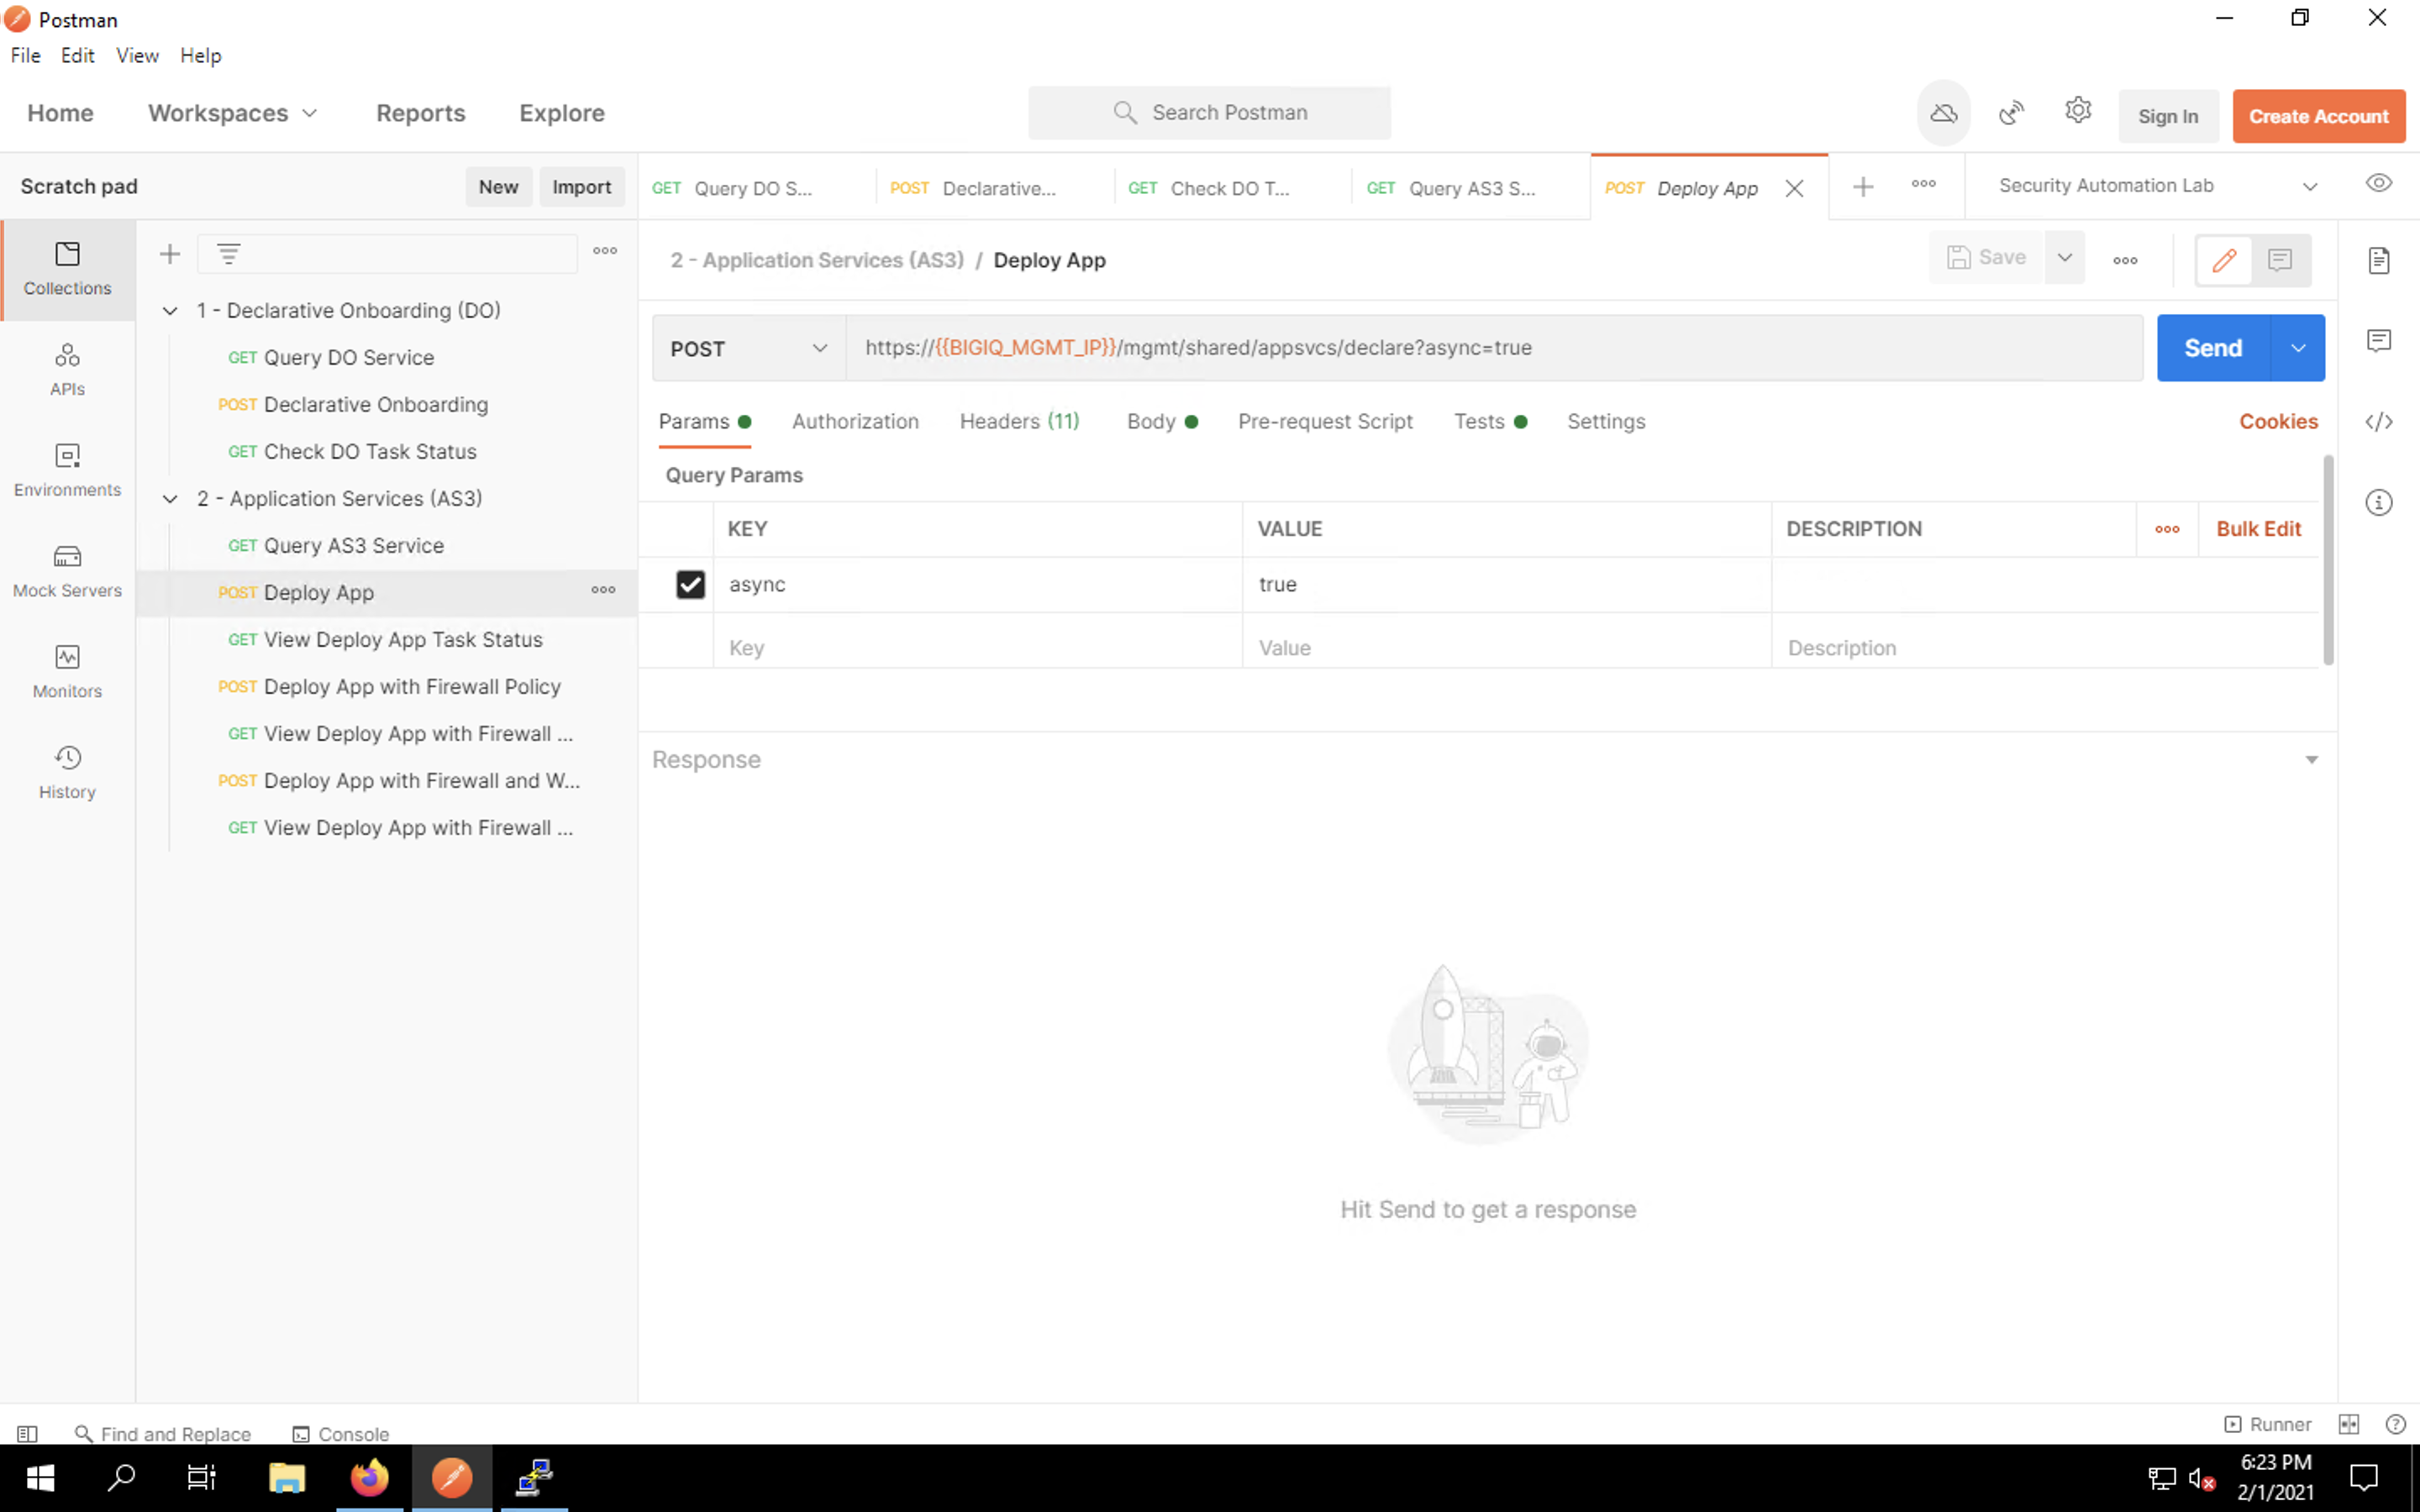 Postman
File Edit View Help
Home Workspaces Reports Explore
Search Postman
Sign In Create Account
Scratch pad New Import
GET Query DO S...
POST Declarative...
GET Check DO T...
GET Query AS3 S...
POST Deploy App
Security Automation Lab
Collections
APIs
Environments
Mock Servers
Monitors
History
1 - Declarative Onboarding (DO)
GET Query DO Service
POST Declarative Onboarding
GET Check DO Task Status
2 - Application Services (AS3)
GET Query AS3 Service
POST Deploy App
GET View Deploy App Task Status
POST Deploy App with Firewall Policy
GET View Deploy App with Firewall ...
POST Deploy App with Firewall and W...
GET View Deploy App with Firewall ...
2 - Application Services (AS3) / Deploy App
Save
POST https://{{BIGIQ_MGMT_IP}}/mgmt/shared/appsvcs/declare?async=true
Send
Params Authorization Headers (11) Body Pre-request Script Tests Settings
Cookies
Query Params
KEY VALUE DESCRIPTION Bulk Edit
async true
Key Value Description
Response
Hit Send to get a response
Find and Replace Console
Runner
6:23 PM
2/1/2021